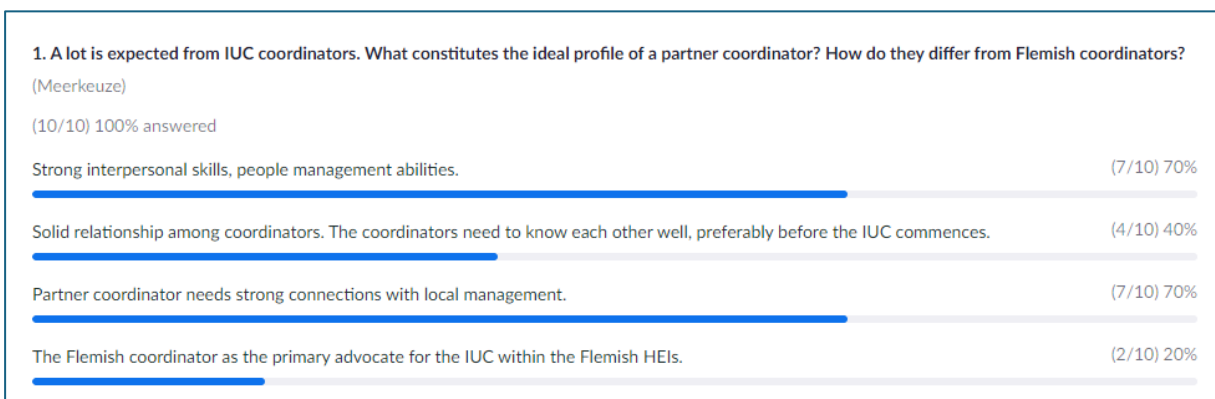 1. A lot is expected from IUC coordinators. What constitutes the ideal profile of a partner coordinator? How do they differ from Flemish coordinators?
(Meerkeuze)
(10/10) 100% answered
Strong interpersonal skills, people management abilities. (7/10) 70%
Solid relationship among coordinators. The coordinators need to know each other well, preferably before the IUC commences. (4/10) 40%
Partner coordinator needs strong connections with local management. (7/10) 70%
The Flemish coordinator as the primary advocate for the IUC within the Flemish HEIs. (2/10) 20%